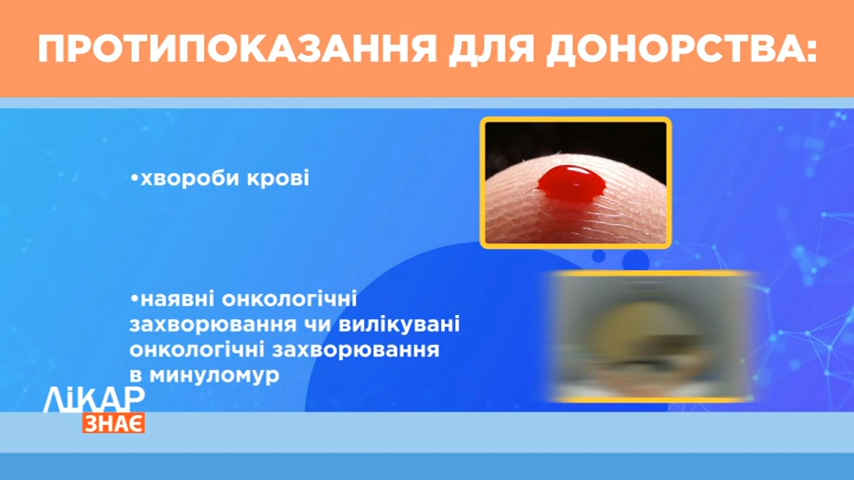 ПРОТИПОКАЗАННЯ ДЛЯ ДОНОРСТВА:
•хвороби крові
•наявні онкологічні
захворювання чи вилікувані
онкологічні захворювання
в минуломур
ЛіКАР
ЗНАЄ